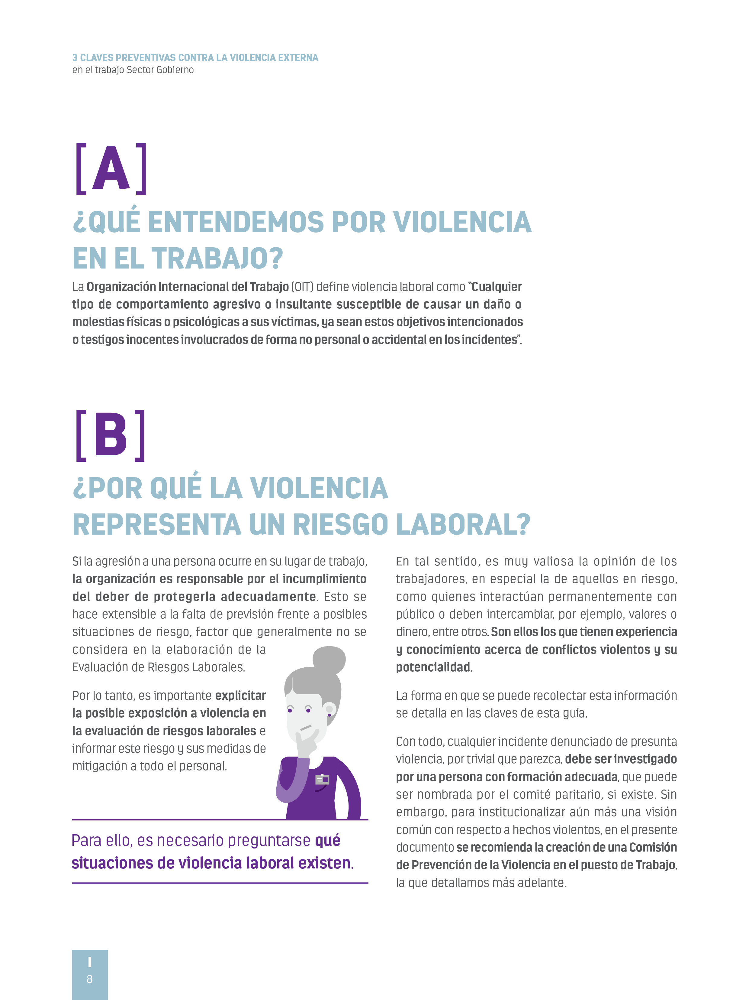 3 CLAVES PREVENTIVAS CONTRA LA VIOLENCIA EXTERNA
en el trabajo Sector Gobierno
[A]
¿QUÉ ENTENDEMOS POR VIOLENCIA
EN EL TRABAJO?
La Organización Internacional del Trabajo (OIT) define violencia laboral como “Cualquier
tipo de comportamiento agresivo o insultante susceptible de causar un daño o
molestias físicas o psicológicas a sus víctimas, ya sean estos objetivos intencionados
o testigos inocentes involucrados de forma no personal o accidental en los incidentes”.
[B]
¿POR QUÉ LA VIOLENCIA
REPRESENTA UN RIESGO LABORAL?
Si la agresión a una persona ocurre en su lugar de trabajo,
la organización es responsable por el incumplimiento
del deber de protegerla adecuadamente. Esto se
hace extensible a la falta de previsión frente a posibles
situaciones de riesgo, factor que generalmente no se
considera en la elaboración de la
Evaluación de Riesgos Laborales.
Por lo tanto, es importante explicitar
la posible exposición a violencia en
la evaluación de riesgos laborales e
informar este riesgo y sus medidas de
mitigación a todo el personal.
Para ello, es necesario preguntarse qué
situaciones de violencia laboral existen.
En tal sentido, es muy valiosa la opinión de los
trabajadores, en especial la de aquellos en riesgo,
como quienes interactúan permanentemente con
público o deben intercambiar, por ejemplo, valores o
dinero, entre otros. Son ellos los que tienen experiencia
y conocimiento acerca de conflictos violentos y su
potencialidad.
La forma en que se puede recolectar esta información
se detalla en las claves de esta guía.
Con todo, cualquier incidente denunciado de presunta
violencia, por trivial que parezca, debe ser investigado
por una persona con formación adecuada, que puede
ser nombrada por el comité paritario, si existe. Sin
embargo, para institucionalizar aún más una visión
común con respecto a hechos violentos, en el presente
documento se recomienda la creación de una Comisión
de Prevención de la Violencia en el puesto de Trabajo,
la que detallamos más adelante.
I
8